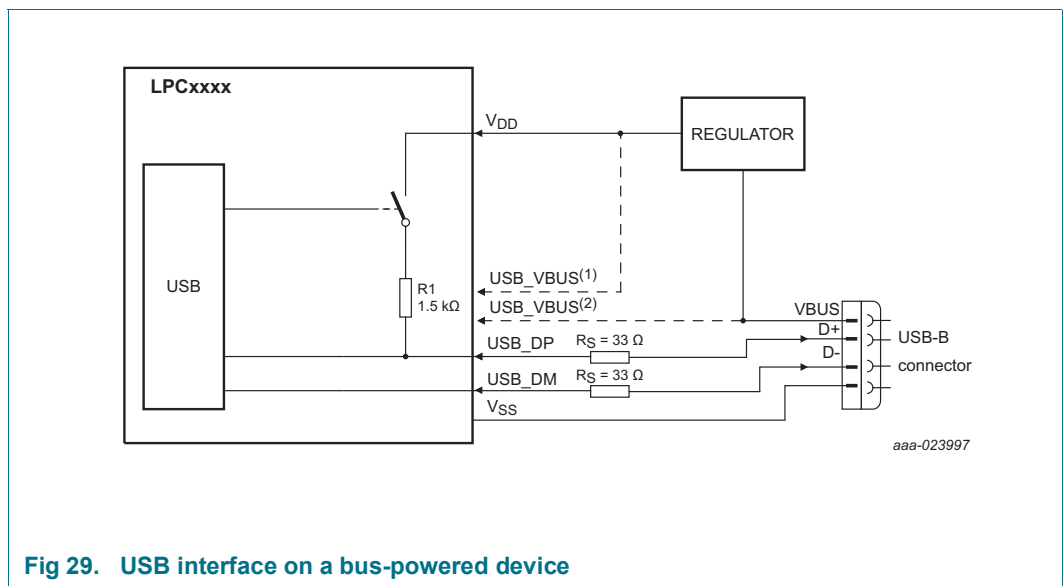 LPCxxxx
VDD
REGULATOR
USB
R1
1.5 kΩ
USB_VBUS(1)
USB_VBUS(2)
VBUS
USB_DP
RS = 33 Ω
D+
USB-B
D-
connector
USB_DM
RS = 33 Ω
VSS
aaa-023997
Fig 29. USB interface on a bus-powered device